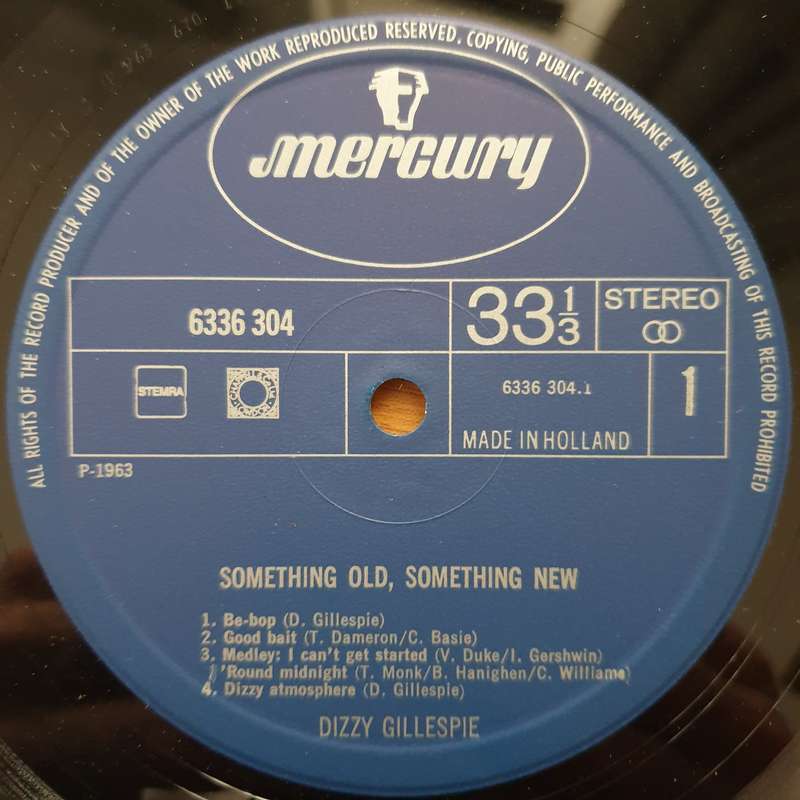 ALL RIGHTS OF THE RECORD PRODUCER AND OF THE OWNER OF THE WORK REPRODUCED RESERVED. COPYING, PUBLIC PERFORMANCE AND BROADCASTING OF THIS RECORD PROHIBITED
mercury
6336 304
33 1/3
STEREO
STEMRA
6336 304.1
1
MADE IN HOLLAND
P-1963
SOMETHING OLD, SOMETHING NEW
1. Be-bop (D. Gillespie)
2. Good bait (T. Dameron/C. Basie)
3. Medley: I can't get started (V. Duke/I. Gershwin)
'Round midnight (T. Monk/B. Hanighen/C. Williams)
4. Dizzy atmosphere (D. Gillespie)
DIZZY GILLESPIE